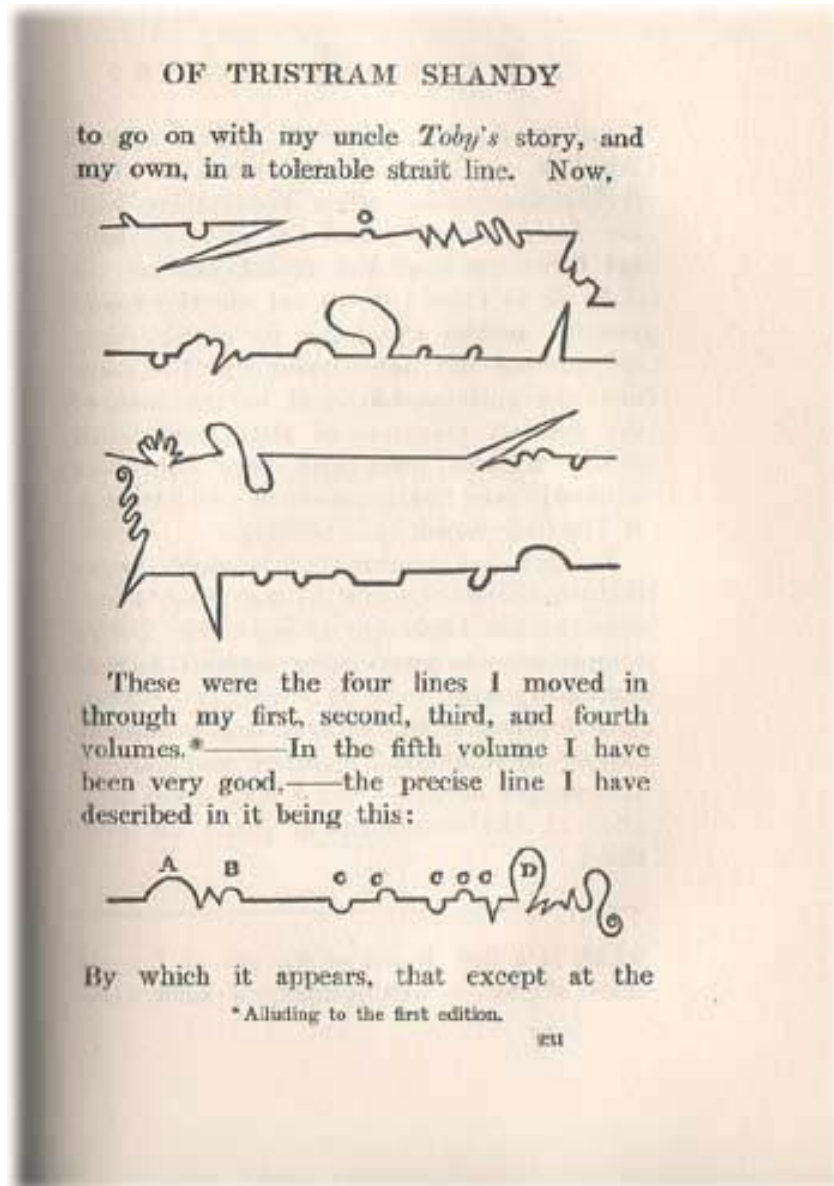 OF TRISTRAM SHANDY
to go on with my uncle Toby's story, and
my own, in a tolerable strait line. Now,
These were the four lines I moved in
through my first, second, third, and fourth
volumes.*——In the fifth volume I have
been very good,——the precise line I have
described in it being this:
A B c c c c c D
By which it appears, that except at the
*Alluding to the first edition.